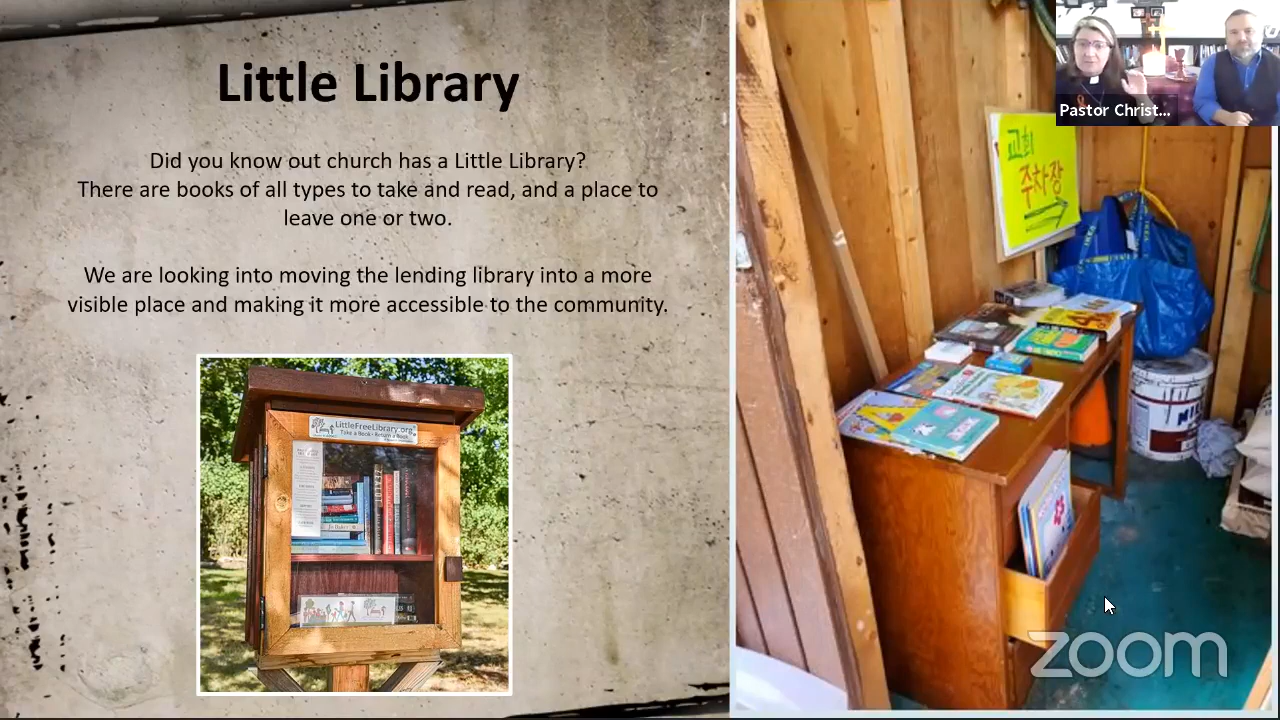 Little Library
Did you know out church has a Little Library?
There are books of all types to take and read, and a place to
leave one or two.
We are looking into moving the lending library into a more
visible place and making it more accessible to the community.
LittleFreeLibrary.org
Take a Book • Return a Book
교회
주차장
IKEA
Pastor Christ...
zoom